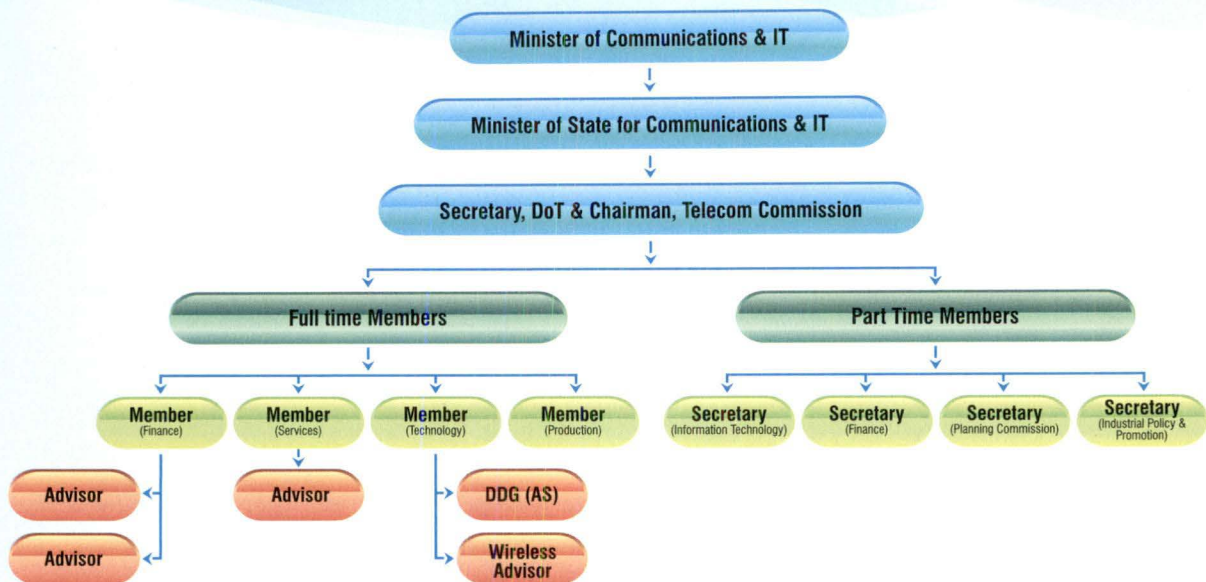 Minister of Communications & IT
Minister of State for Communications & IT
Secretary, DoT & Chairman, Telecom Commission
Full time Members
Part Time Members
Member
(Finance)
Member
(Services)
Member
(Technology)
Member
(Production)
Secretary
(Information Technology)
Secretary
(Finance)
Secretary
(Planning Commission)
Secretary
(Industrial Policy &
Promotion)
Advisor
Advisor
DDG (AS)
Advisor
Wireless
Advisor